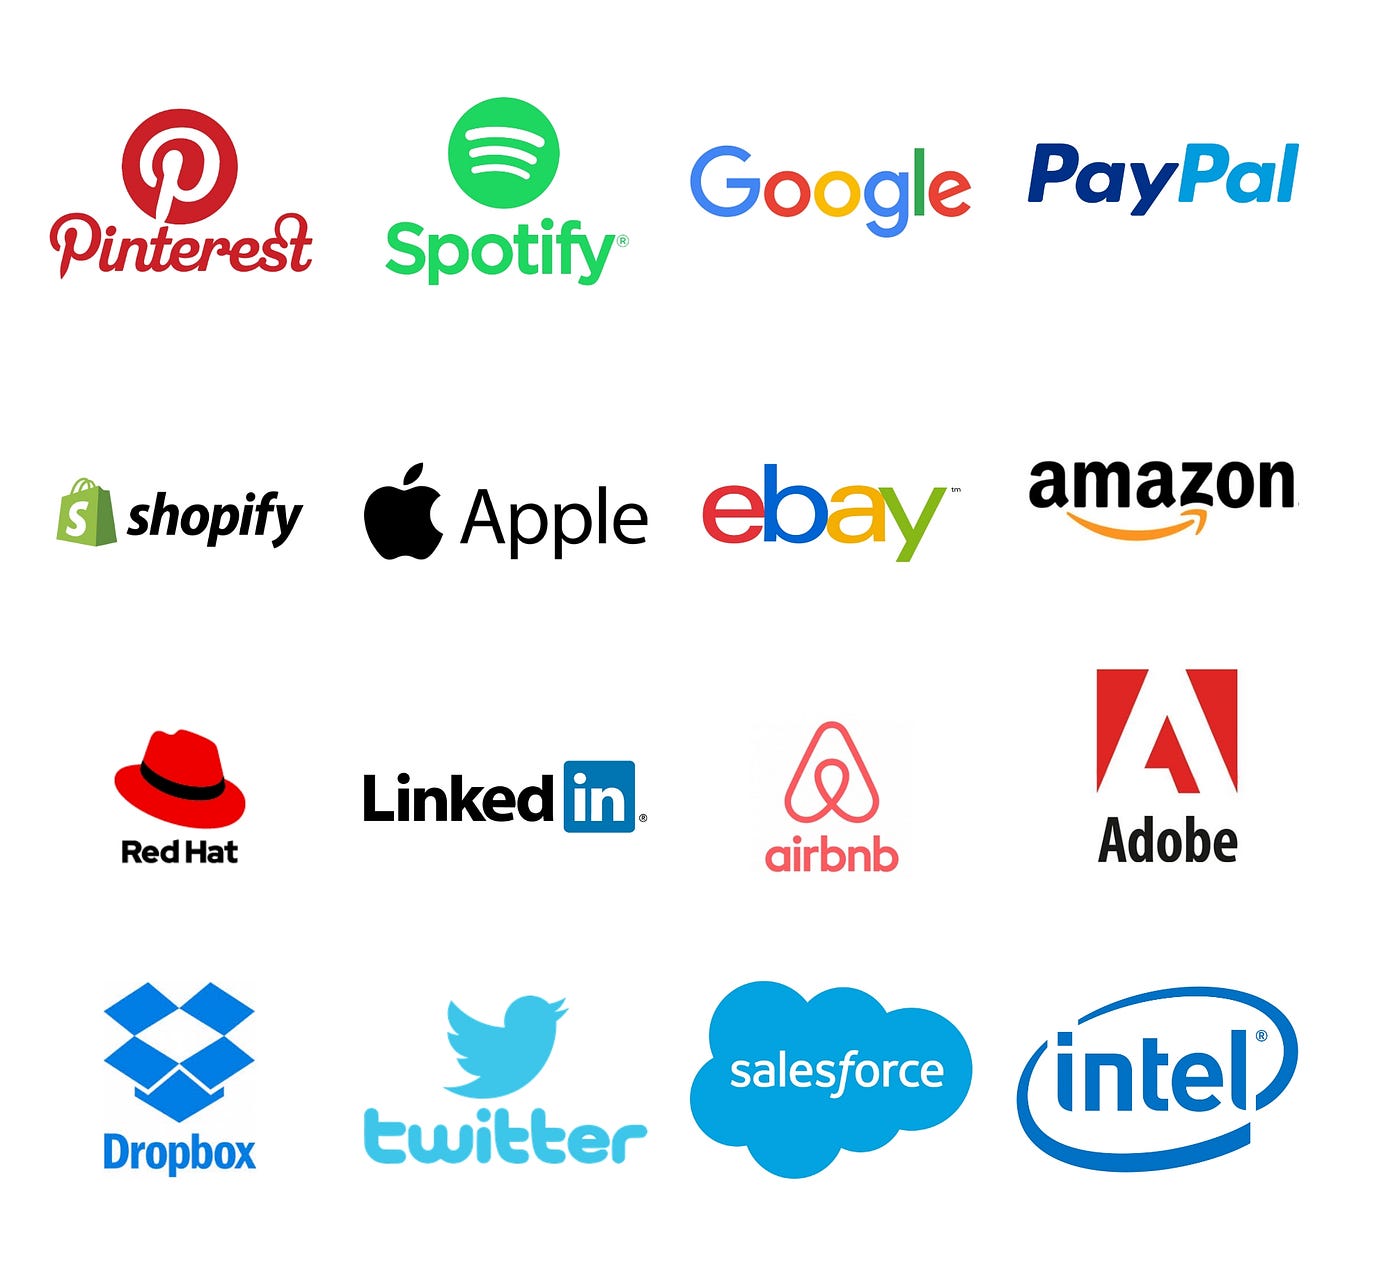 Pinterest
Spotify®
Google
PayPal
S shopify
Apple
ebay™
amazon
Red Hat
Linked in®
airbnb
Adobe
Dropbox
twitter
salesforce
intel®